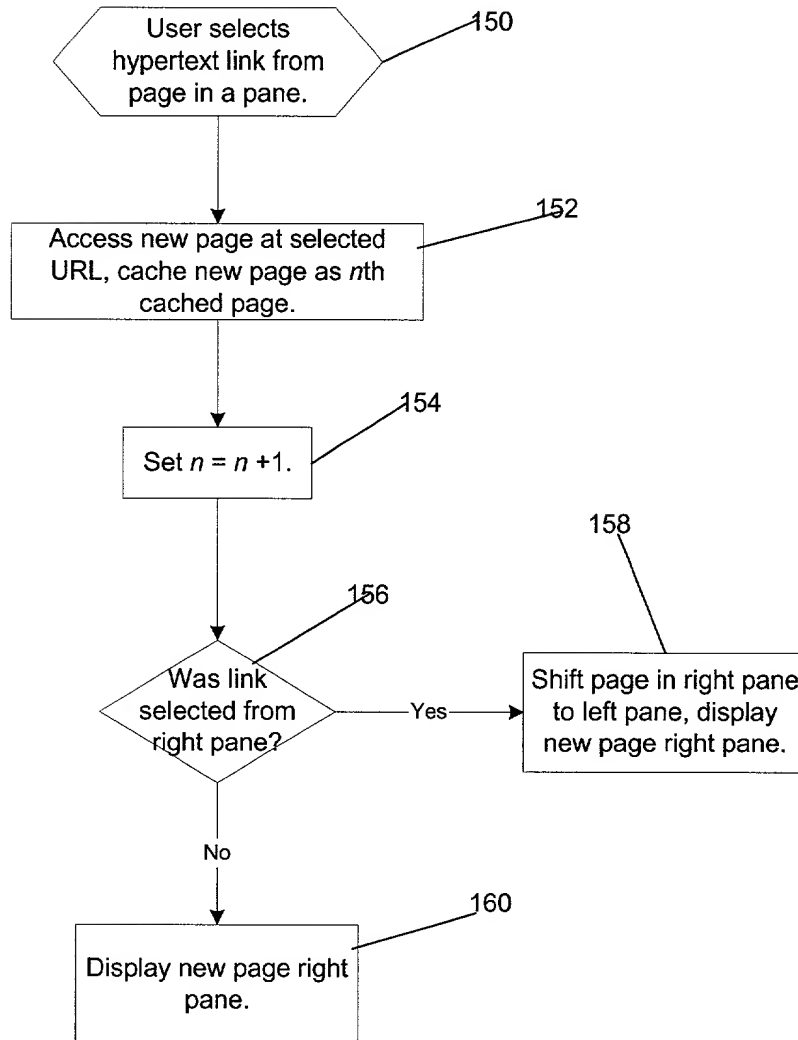 User selects
hypertext link from
page in a pane.
150
152
Access new page at selected
URL, cache new page as nth
cached page.
154
Set n = n +1.
158
156
Was link
selected from
right pane?
Yes
Shift page in right pane
to left pane, display
new page right pane.
No
160
Display new page right
pane.